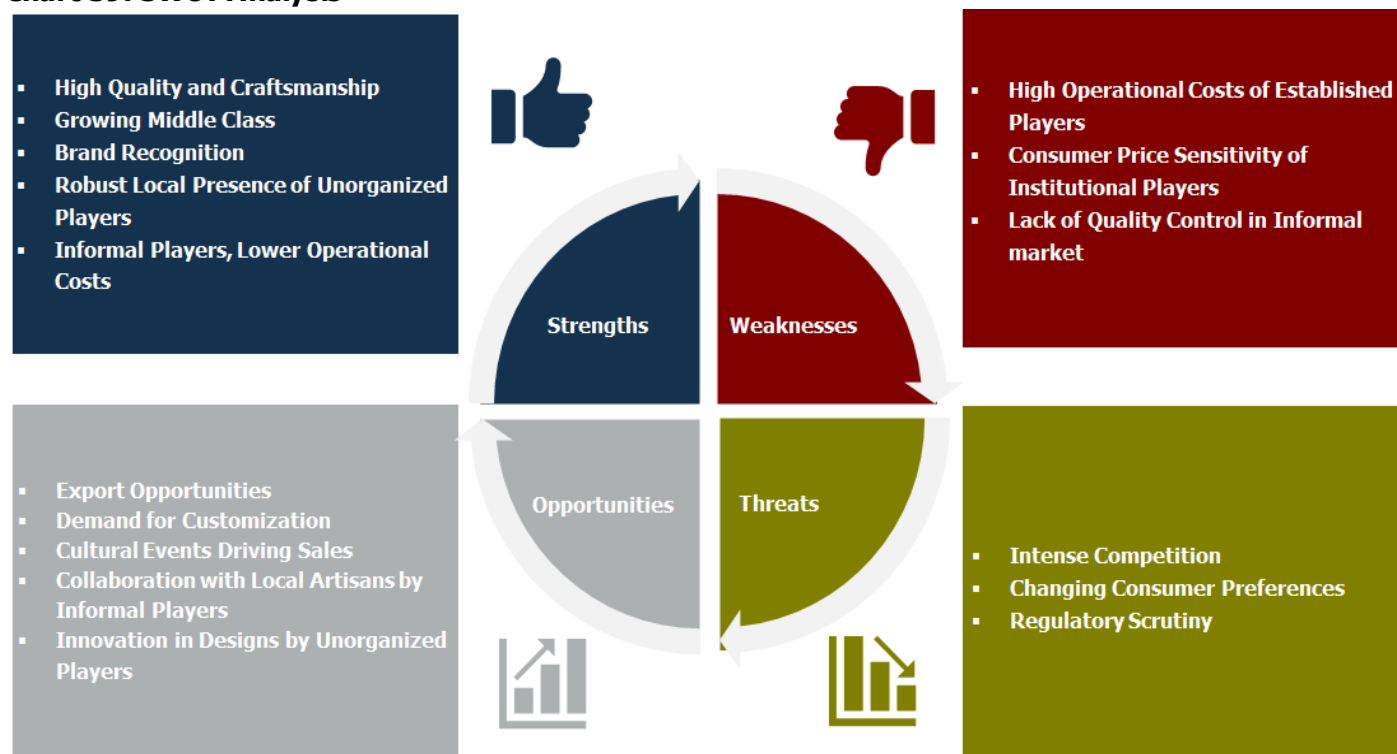 Chart SWOT Analysis
▪ High Quality and Craftsmanship
▪ Growing Middle Class
▪ Brand Recognition
▪ Robust Local Presence of Unorganized
Players
▪ Informal Players, Lower Operational
Costs
▪ High Operational Costs of Established
Players
▪ Consumer Price Sensitivity of
Institutional Players
▪ Lack of Quality Control in Informal
market
Strengths
Weaknesses
Opportunities
Threats
▪ Export Opportunities
▪ Demand for Customization
▪ Cultural Events Driving Sales
▪ Collaboration with Local Artisans by
Informal Players
▪ Innovation in Designs by Unorganized
Players
▪ Intense Competition
▪ Changing Consumer Preferences
▪ Regulatory Scrutiny